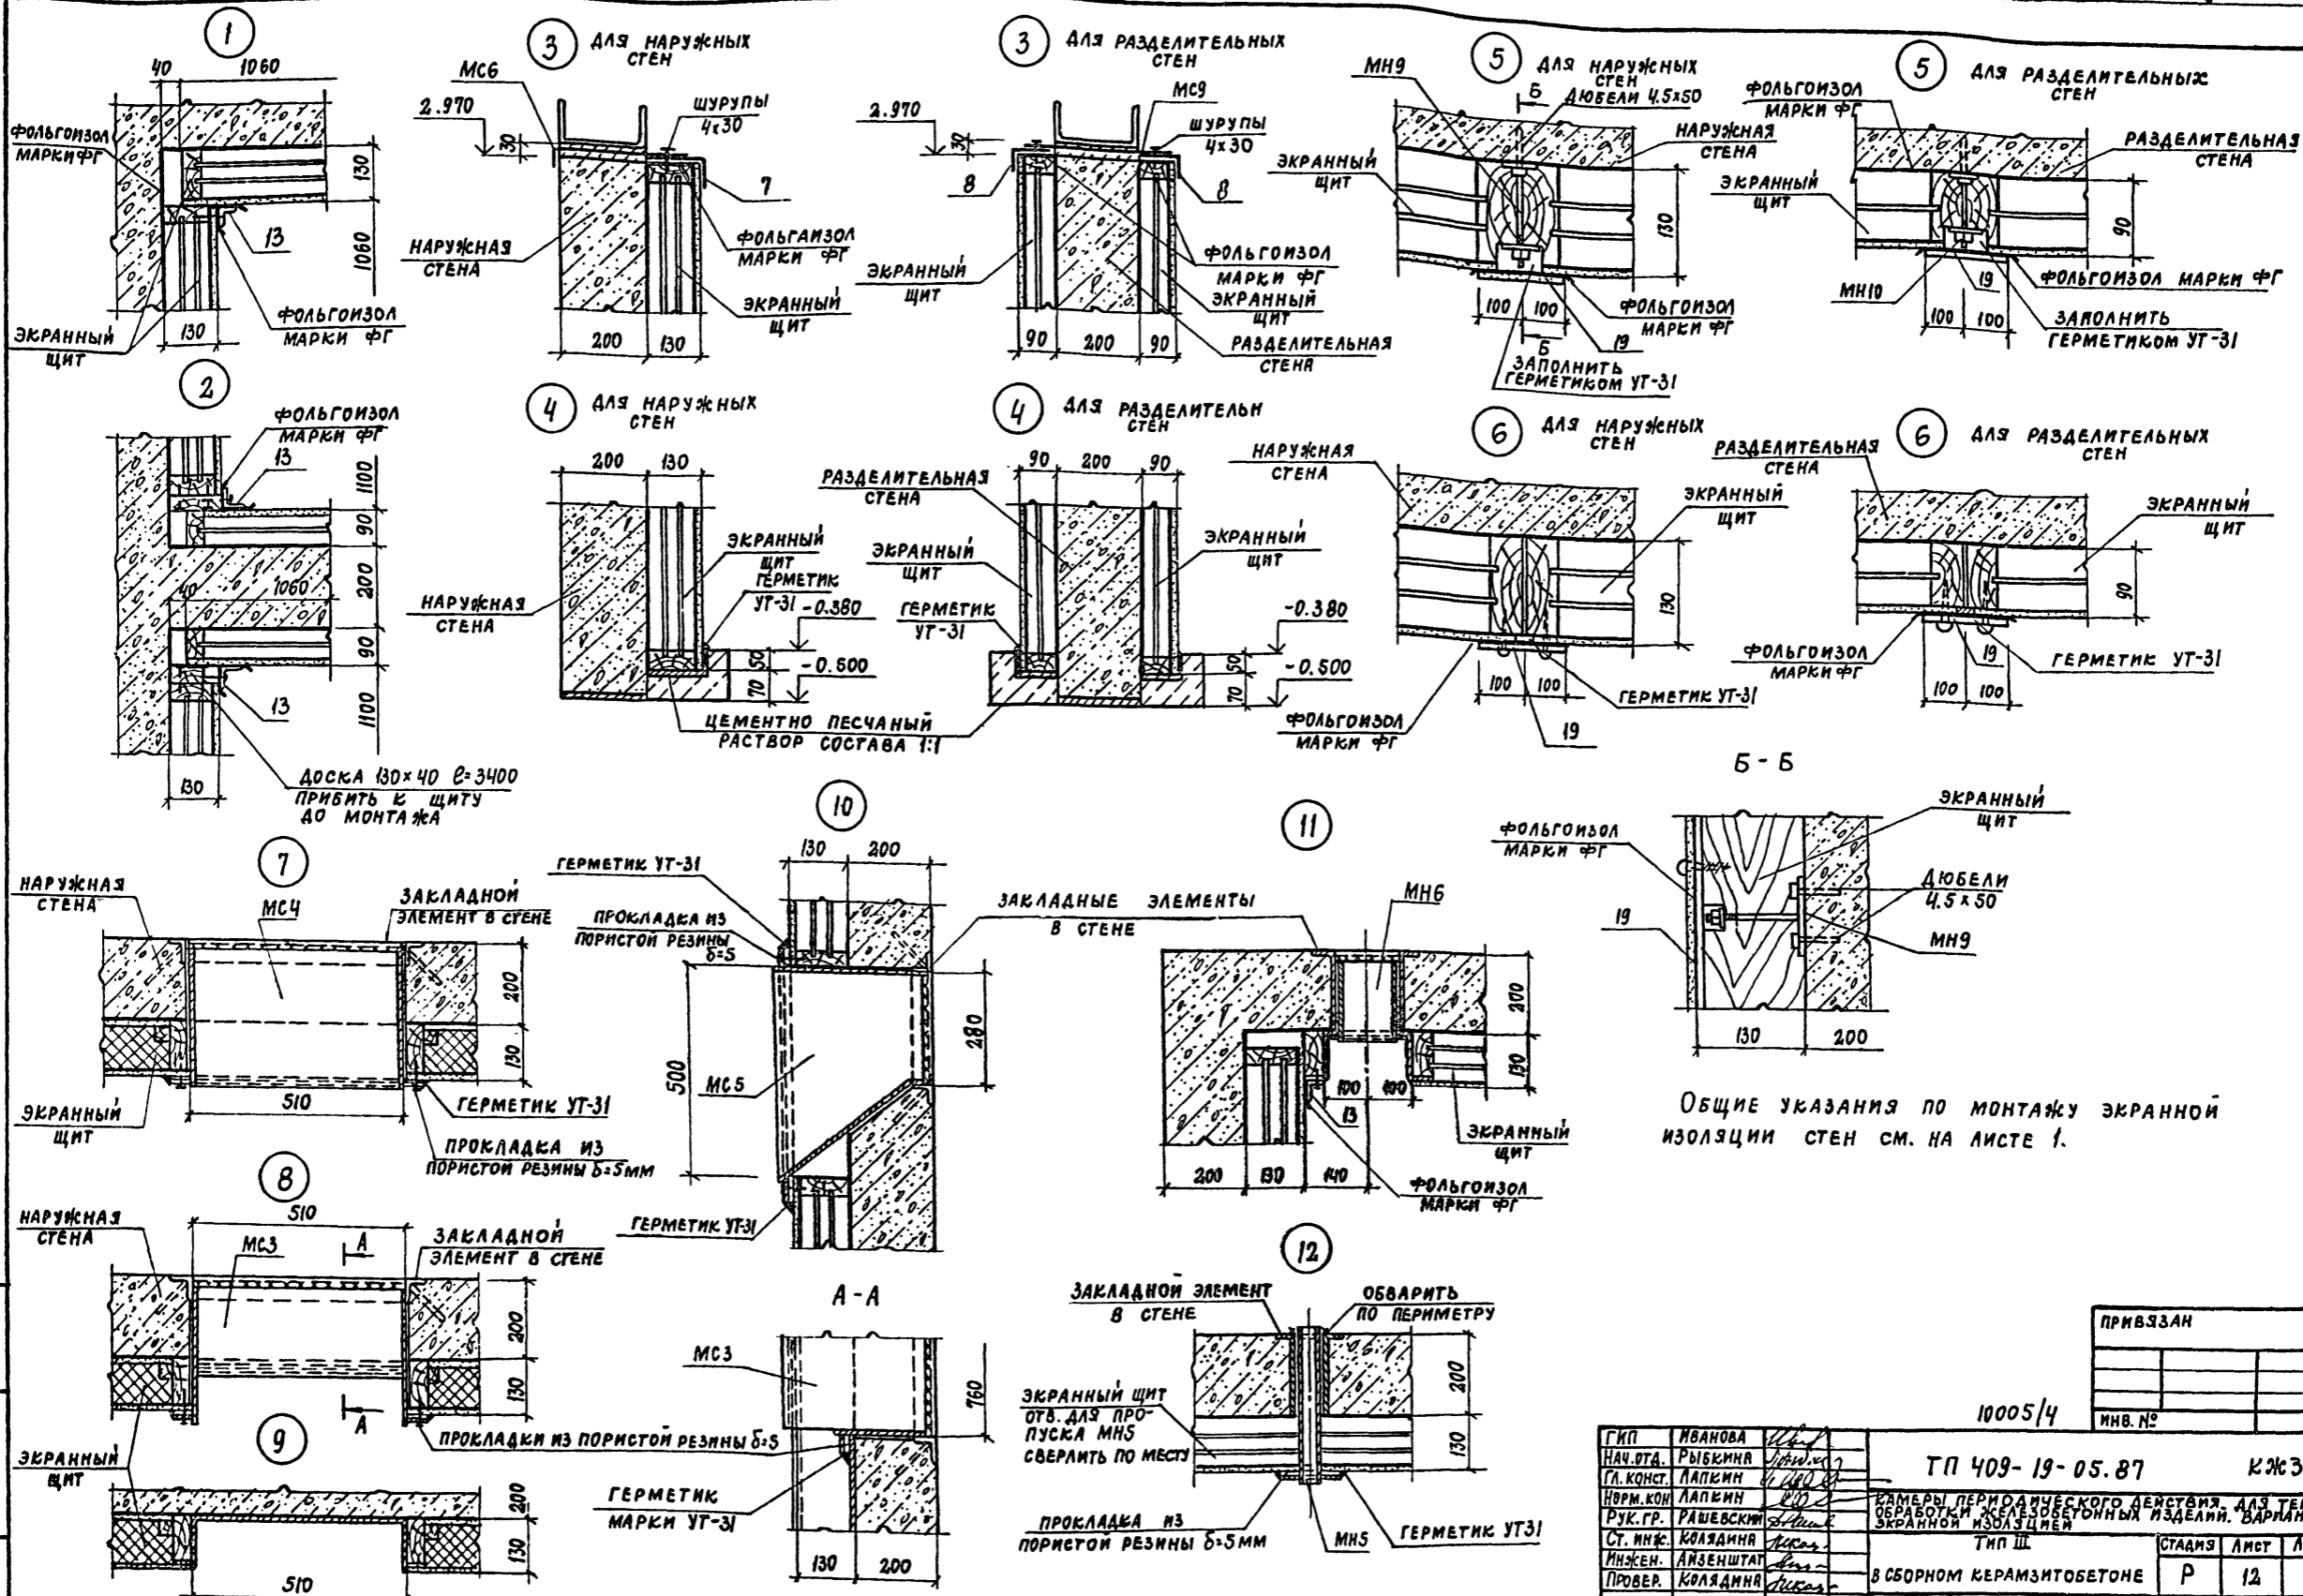 1
40
1060
ФОЛЬГОИЗОЛ
МАРКИ ФГ
130
1060
13
ФОЛЬГОИЗОЛ
МАРКИ ФГ
ЭКРАННЫЙ
ЩИТ
130
3
ДЛЯ НАРУЖНЫХ
СТЕН
МС6
2.970
30
ШУРУПЫ
4х30
7
НАРУЖНАЯ
СТЕНА
ФОЛЬГАИЗОЛ
МАРКИ ФГ
ЭКРАННЫЙ
ЩИТ
200
130
3
ДЛЯ РАЗДЕЛИТЕЛЬНЫХ
СТЕН
МС9
2.970
30
ШУРУПЫ
4х30
8
8
ЭКРАННЫЙ
ЩИТ
ФОЛЬГОИЗОЛ
МАРКИ ФГ
ЭКРАННЫЙ
ЩИТ
РАЗДЕЛИТЕЛЬНАЯ
СТЕНА
90
200
90
5
ДЛЯ НАРУЖНЫХ
СТЕН
МН9
Б
ДЮБЕЛИ 4.5х50
НАРУЖНАЯ
СТЕНА
ЭКРАННЫЙ
ЩИТ
130
100
100
ФОЛЬГОИЗОЛ
МАРКИ ФГ
Б
19
ЗАПОЛНИТЬ
ГЕРМЕТИКОМ УТ-31
5
ДЛЯ РАЗДЕЛИТЕЛЬНЫХ
СТЕН
ФОЛЬГОИЗОЛ
МАРКИ ФГ
РАЗДЕЛИТЕЛЬНАЯ
СТЕНА
ЭКРАННЫЙ
ЩИТ
90
19
ФОЛЬГОИЗОЛ МАРКИ ФГ
МН10
100
100
ЗАПОЛНИТЬ
ГЕРМЕТИКОМ УТ-31
2
ФОЛЬГОИЗОЛ
МАРКИ ФГ
13
1100
90
200
40
1060
90
1100
13
130
ДОСКА 130х40 ℓ=3400
ПРИБИТЬ К ЩИТУ
ДО МОНТАЖА
4
ДЛЯ НАРУЖНЫХ
СТЕН
200
130
ЭКРАННЫЙ
ЩИТ
ГЕРМЕТИК
УТ-31
НАРУЖНАЯ
СТЕНА
-0.380
-0.500
50
70
ЦЕМЕНТНО ПЕСЧАНЫЙ
РАСТВОР СОСТАВА 1:1
4
ДЛЯ РАЗДЕЛИТЕЛЬН
СТЕН
90
200
90
РАЗДЕЛИТЕЛЬНАЯ
СТЕНА
ЭКРАННЫЙ
ЩИТ
ЭКРАННЫЙ
ЩИТ
ГЕРМЕТИК
УТ-31
-0.380
-0.500
50
70
6
ДЛЯ НАРУЖНЫХ
СТЕН
НАРУЖНАЯ
СТЕНА
ЭКРАННЫЙ
ЩИТ
130
100
100
ГЕРМЕТИК УТ-31
ФОЛЬГОИЗОЛ
МАРКИ ФГ
19
6
ДЛЯ РАЗДЕЛИТЕЛЬНЫХ
СТЕН
РАЗДЕЛИТЕЛЬНАЯ
СТЕНА
ЭКРАННЫЙ
ЩИТ
90
ФОЛЬГОИЗОЛ
МАРКИ ФГ
19
ГЕРМЕТИК УТ-31
100
100
7
НАРУЖНАЯ
СТЕНА
МС4
ЗАКЛАДНОЙ
ЭЛЕМЕНТ В СТЕНЕ
200
130
510
ЭКРАННЫЙ
ЩИТ
ГЕРМЕТИК УТ-31
ПРОКЛАДКА ИЗ
ПОРИСТОЙ РЕЗИНЫ δ=5мм
8
НАРУЖНАЯ
СТЕНА
510
МС3
А
ЗАКЛАДНОЙ
ЭЛЕМЕНТ В СТЕНЕ
200
130
А
ПРОКЛАДКИ ИЗ ПОРИСТОЙ РЕЗИНЫ δ=5
ЭКРАННЫЙ
ЩИТ
9
200
130
510
10
130
200
ГЕРМЕТИК УТ-31
ПРОКЛАДКА ИЗ
ПОРИСТОЙ РЕЗИНЫ
δ=5
ЗАКЛАДНЫЕ ЭЛЕМЕНТЫ
В СТЕНЕ
500
280
МС5
ГЕРМЕТИК УТ-31
А-А
МС3
760
ГЕРМЕТИК
МАРКИ УТ-31
130
200
11
МН6
200
130
100
100
13
ЭКРАННЫЙ
ЩИТ
200
130
140
ФОЛЬГОИЗОЛ
МАРКИ ФГ
12
ЗАКЛАДНОЙ ЭЛЕМЕНТ
В СТЕНЕ
ОБВАРИТЬ
ПО ПЕРИМЕТРУ
200
130
ЭКРАННЫЙ ЩИТ
ОТВ. ДЛЯ ПРО-
ПУСКА МН5
СВЕРЛИТЬ ПО МЕСТУ
ПРОКЛАДКА ИЗ
ПОРИСТОЙ РЕЗИНЫ δ=5мм
МН5
ГЕРМЕТИК УТ31
Б-Б
ЭКРАННЫЙ
ЩИТ
ФОЛЬГОИЗОЛ
МАРКИ ФГ
ДЮБЕЛИ
4.5х50
19
МН9
130
200
ОБЩИЕ УКАЗАНИЯ ПО МОНТАЖУ ЭКРАННОЙ
ИЗОЛЯЦИИ СТЕН СМ. НА ЛИСТЕ 1.
ПРИВЯЗАН
ИНВ. №
10005/4
ГИП ИВАНОВА
НАЧ.ОТД. РЫБКИНА
ГЛ.КОНСТ. ЛАПКИН
НОРМ.КОН ЛАПКИН
РУК.ГР. РАШЕВСКИЙ
СТ. ИНЖ. КОЛЯДИНА
ИНЖЕН. АЙЗЕНШТАТ
ПРОВЕР. КОЛЯДИНА
ТП 409-19-05.87 КЖ3
КАМЕРЫ ПЕРИОДИЧЕСКОГО ДЕЙСТВИЯ ДЛЯ
ОБРАБОТКИ ЖЕЛЕЗОБЕТОННЫХ ИЗДЕЛИЙ.
ЭКРАННОЙ ИЗОЛЯЦИЕЙ
ТИП III
В СБОРНОМ КЕРАМЗИТОБЕТОНЕ
СТАДИЯ ЛИСТ
Р 12